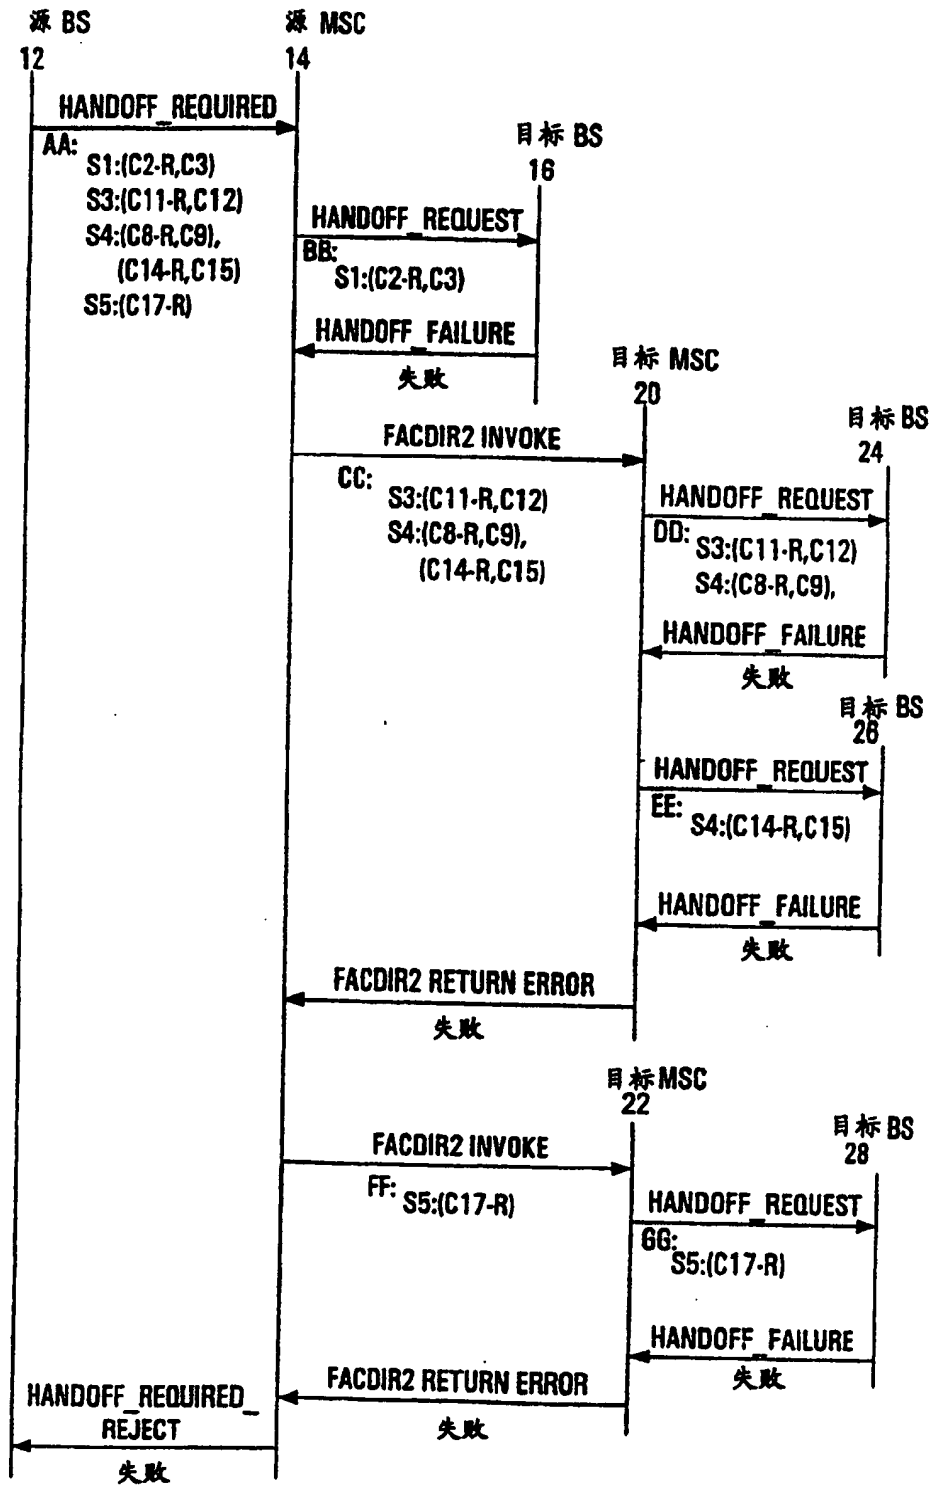 源 BS
12
源 MSC
14
HANDOFF_REQUIRED
AA:
S1:(C2-R,C3)
S3:(C11-R,C12)
S4:(C8-R,C9),
(C14-R,C15)
S5:(C17-R)
目标 BS
16
HANDOFF_REQUEST
BB:
S1:(C2-R,C3)
HANDOFF_FAILURE
失败
目标 MSC
20
FACDIR2 INVOKE
CC:
S3:(C11-R,C12)
S4:(C8-R,C9),
(C14-R,C15)
目标 BS
24
HANDOFF_REQUEST
DD:
S3:(C11-R,C12)
S4:(C8-R,C9),
HANDOFF_FAILURE
失败
目标 BS
26
HANDOFF_REQUEST
EE:
S4:(C14-R,C15)
HANDOFF_FAILURE
失败
FACDIR2 RETURN ERROR
失败
目标 MSC
22
FACDIR2 INVOKE
FF:
S5:(C17-R)
目标 BS
28
HANDOFF_REQUEST
GG:
S5:(C17-R)
HANDOFF_FAILURE
失败
FACDIR2 RETURN ERROR
失败
HANDOFF_REQUIRED_
REJECT
失败